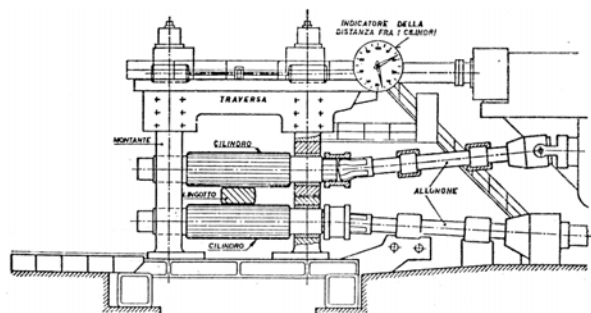 INDICATORE DELLA
DISTANZA FRA I CILINDRI
TRAVERSA
MONTANTE
CILINDRO
LINGOTTO
ALLUNGHE
CILINDRO